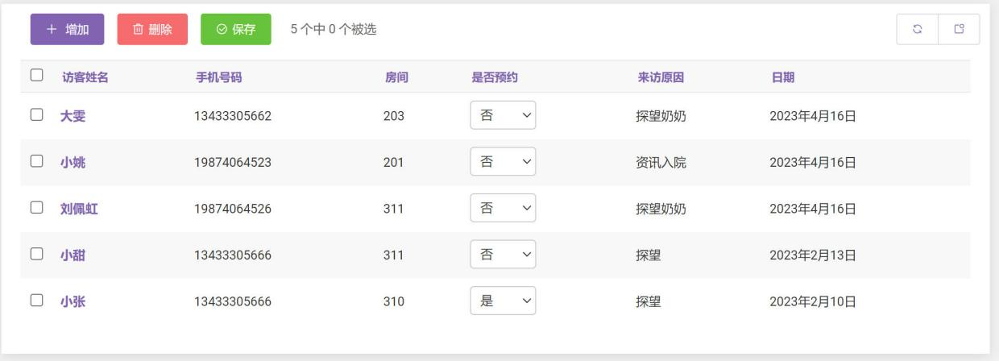 增加 删除 保存 5 个中 0 个被选
访客姓名 手机号码 房间 是否预约 来访原因 日期
大雯 13433305662 203 否 探望奶奶 2023年4月16日
小姚 19874064523 201 否 资讯入院 2023年4月16日
刘佩虹 19874064526 311 否 探望奶奶 2023年4月16日
小甜 13433305666 311 否 探望 2023年2月13日
小张 13433305666 310 是 探望 2023年2月10日